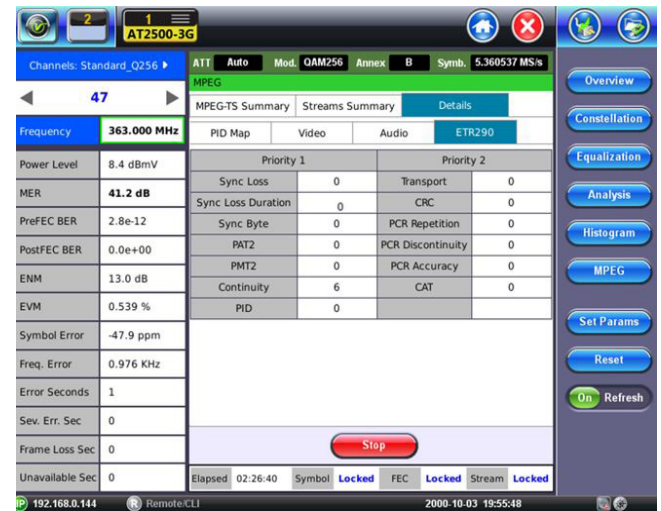 2
1
AT2500-3G
Channels: Standard_Q256
ATT Auto Mod. QAM256 Annex B Symb. 5.360537 MS/s
MPEG
47
MPEG-TS Summary Streams Summary Details
Frequency 363.000 MHz
PID Map Video Audio ETR290
Power Level 8.4 dBmV
MER 41.2 dB
PreFEC BER 2.8e-12
PostFEC BER 0.0e+00
ENM 13.0 dB
EVM 0.539 %
Symbol Error -47.9 ppm
Freq. Error 0.976 KHz
Error Seconds 1
Sev. Err. Sec 0
Frame Loss Sec 0
Unavailable Sec 0
Priority 1 Priority 2
Sync Loss 0 Transport 0
Sync Loss Duration 0 CRC 0
Sync Byte 0 PCR Repetition 0
PAT2 0 PCR Discontinuity 0
PMT2 0 PCR Accuracy 0
Continuity 6 CAT 0
PID 0
Stop
Elapsed 02:26:40 Symbol Locked FEC Locked Stream Locked
Overview
Constellation
Equalization
Analysis
Histogram
MPEG
Set Params
Reset
On Refresh
IP 192.168.0.144 R Remote/CLI 2000-10-03 19:55:48